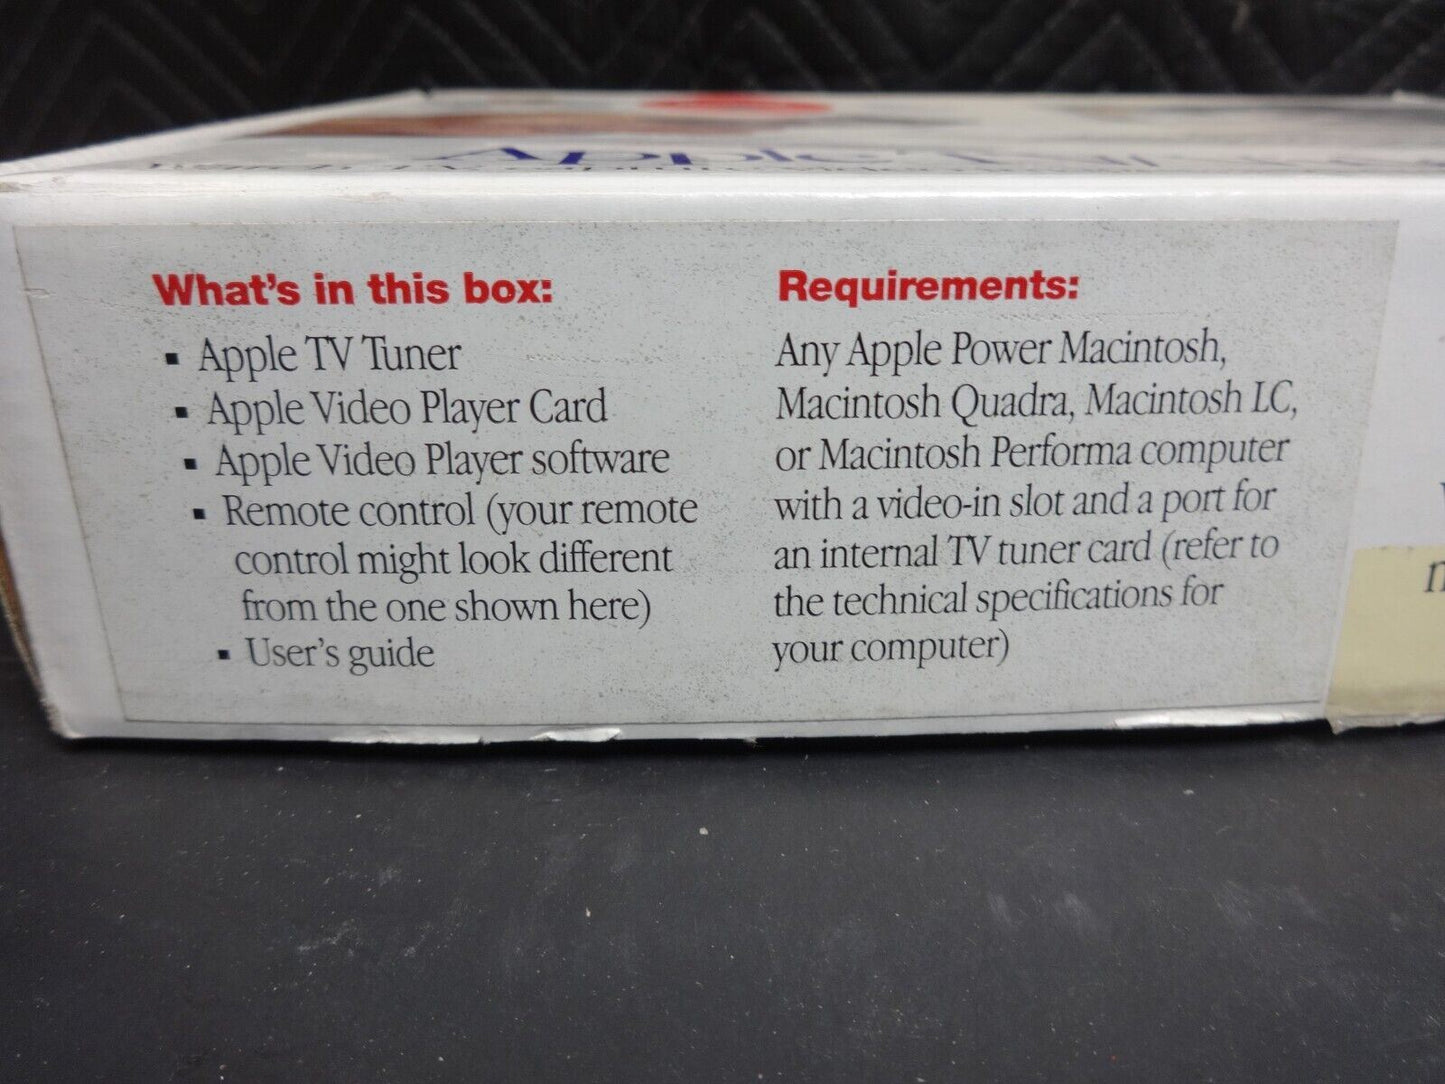 Apple
What's in this box:
▪ Apple TV Tuner
▪ Apple Video Player Card
▪ Apple Video Player software
▪ Remote control (your remote
control might look different
from the one shown here)
▪ User's guide
Requirements:
Any Apple Power Macintosh,
Macintosh Quadra, Macintosh LC,
or Macintosh Performa computer
with a video-in slot and a port for
an internal TV tuner card (refer to
the technical specifications for
your computer)